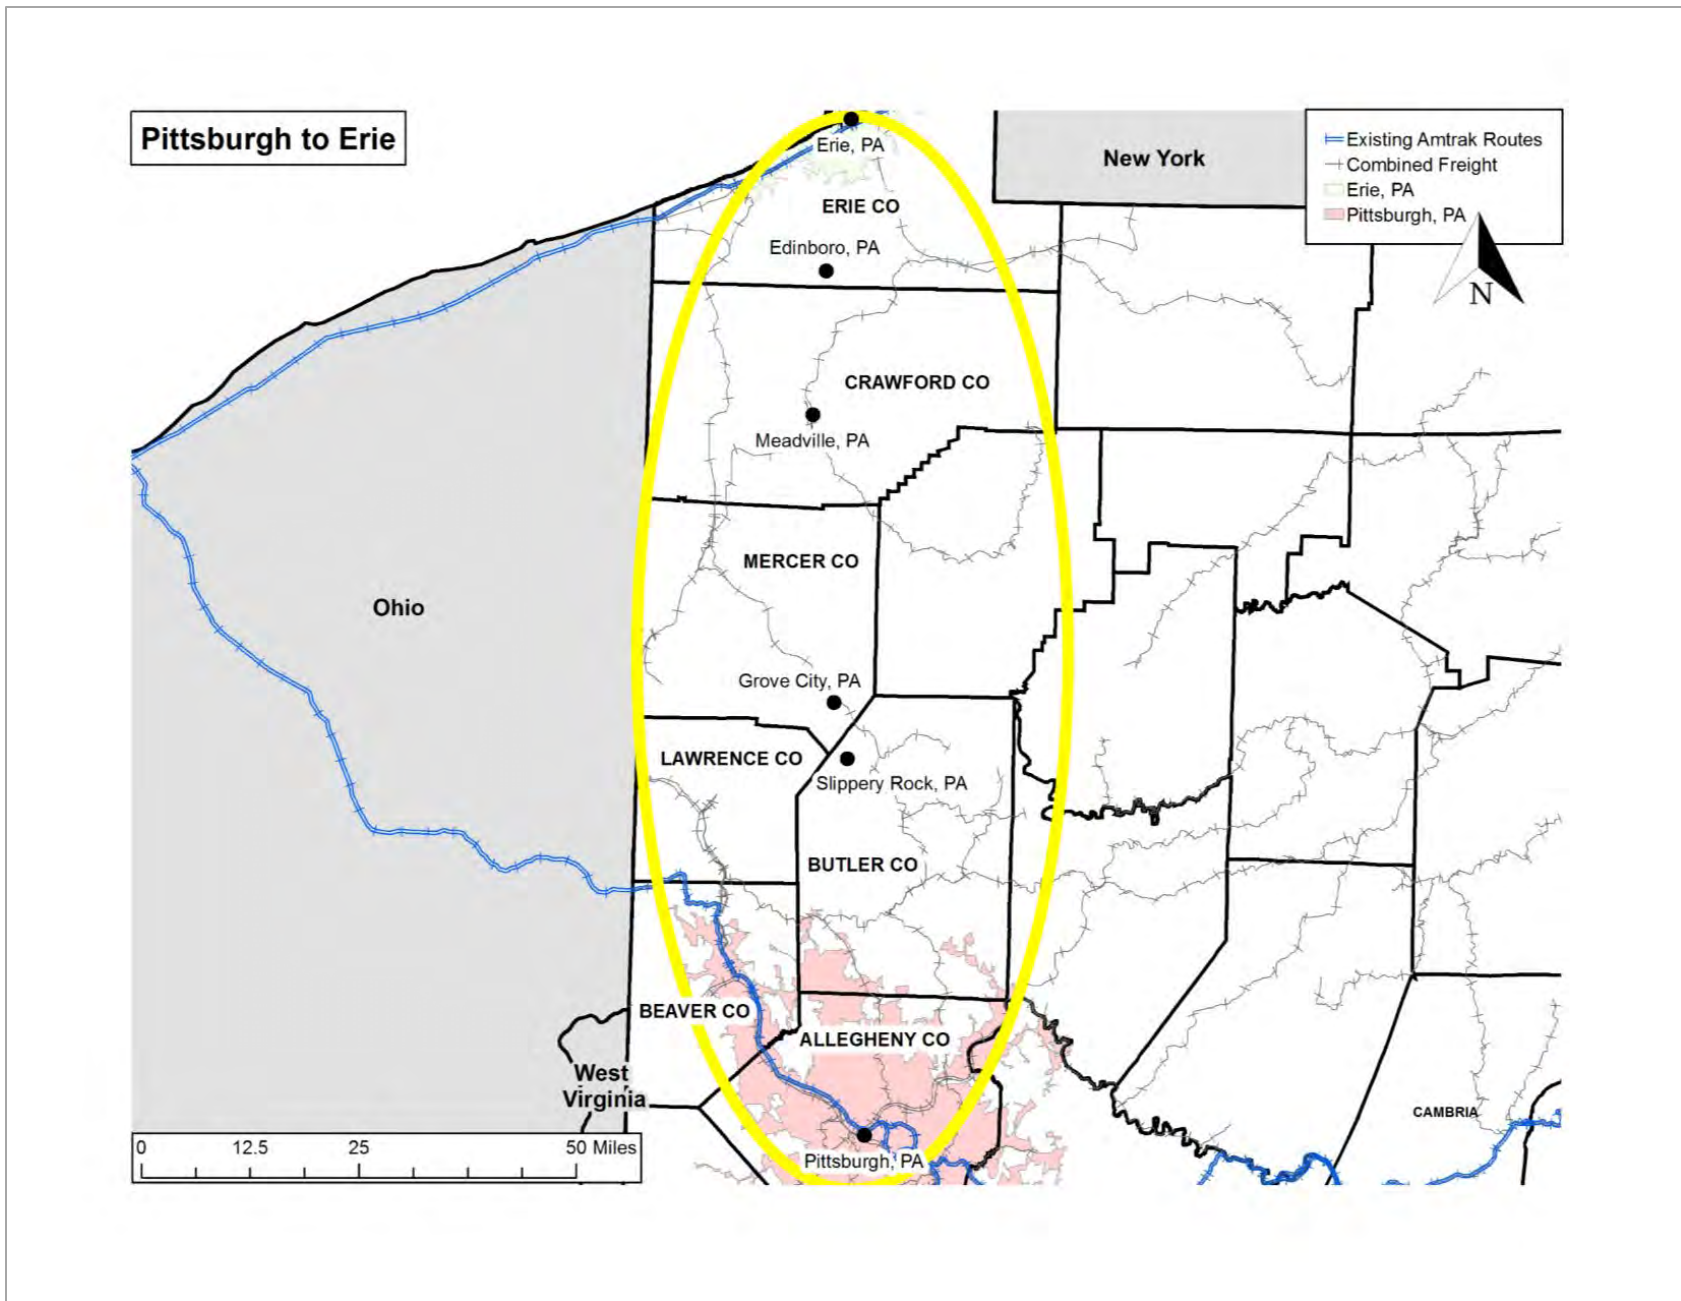 Pittsburgh to Erie
New York
Existing Amtrak Routes
Combined Freight
Erie, PA
Pittsburgh, PA
N
Erie, PA
ERIE CO
Edinboro, PA
CRAWFORD CO
Meadville, PA
MERCER CO
Ohio
Grove City, PA
LAWRENCE CO
Slippery Rock, PA
BUTLER CO
BEAVER CO
ALLEGHENY CO
West
Virginia
CAMBRIA
0 12.5 25 50 Miles
Pittsburgh, PA